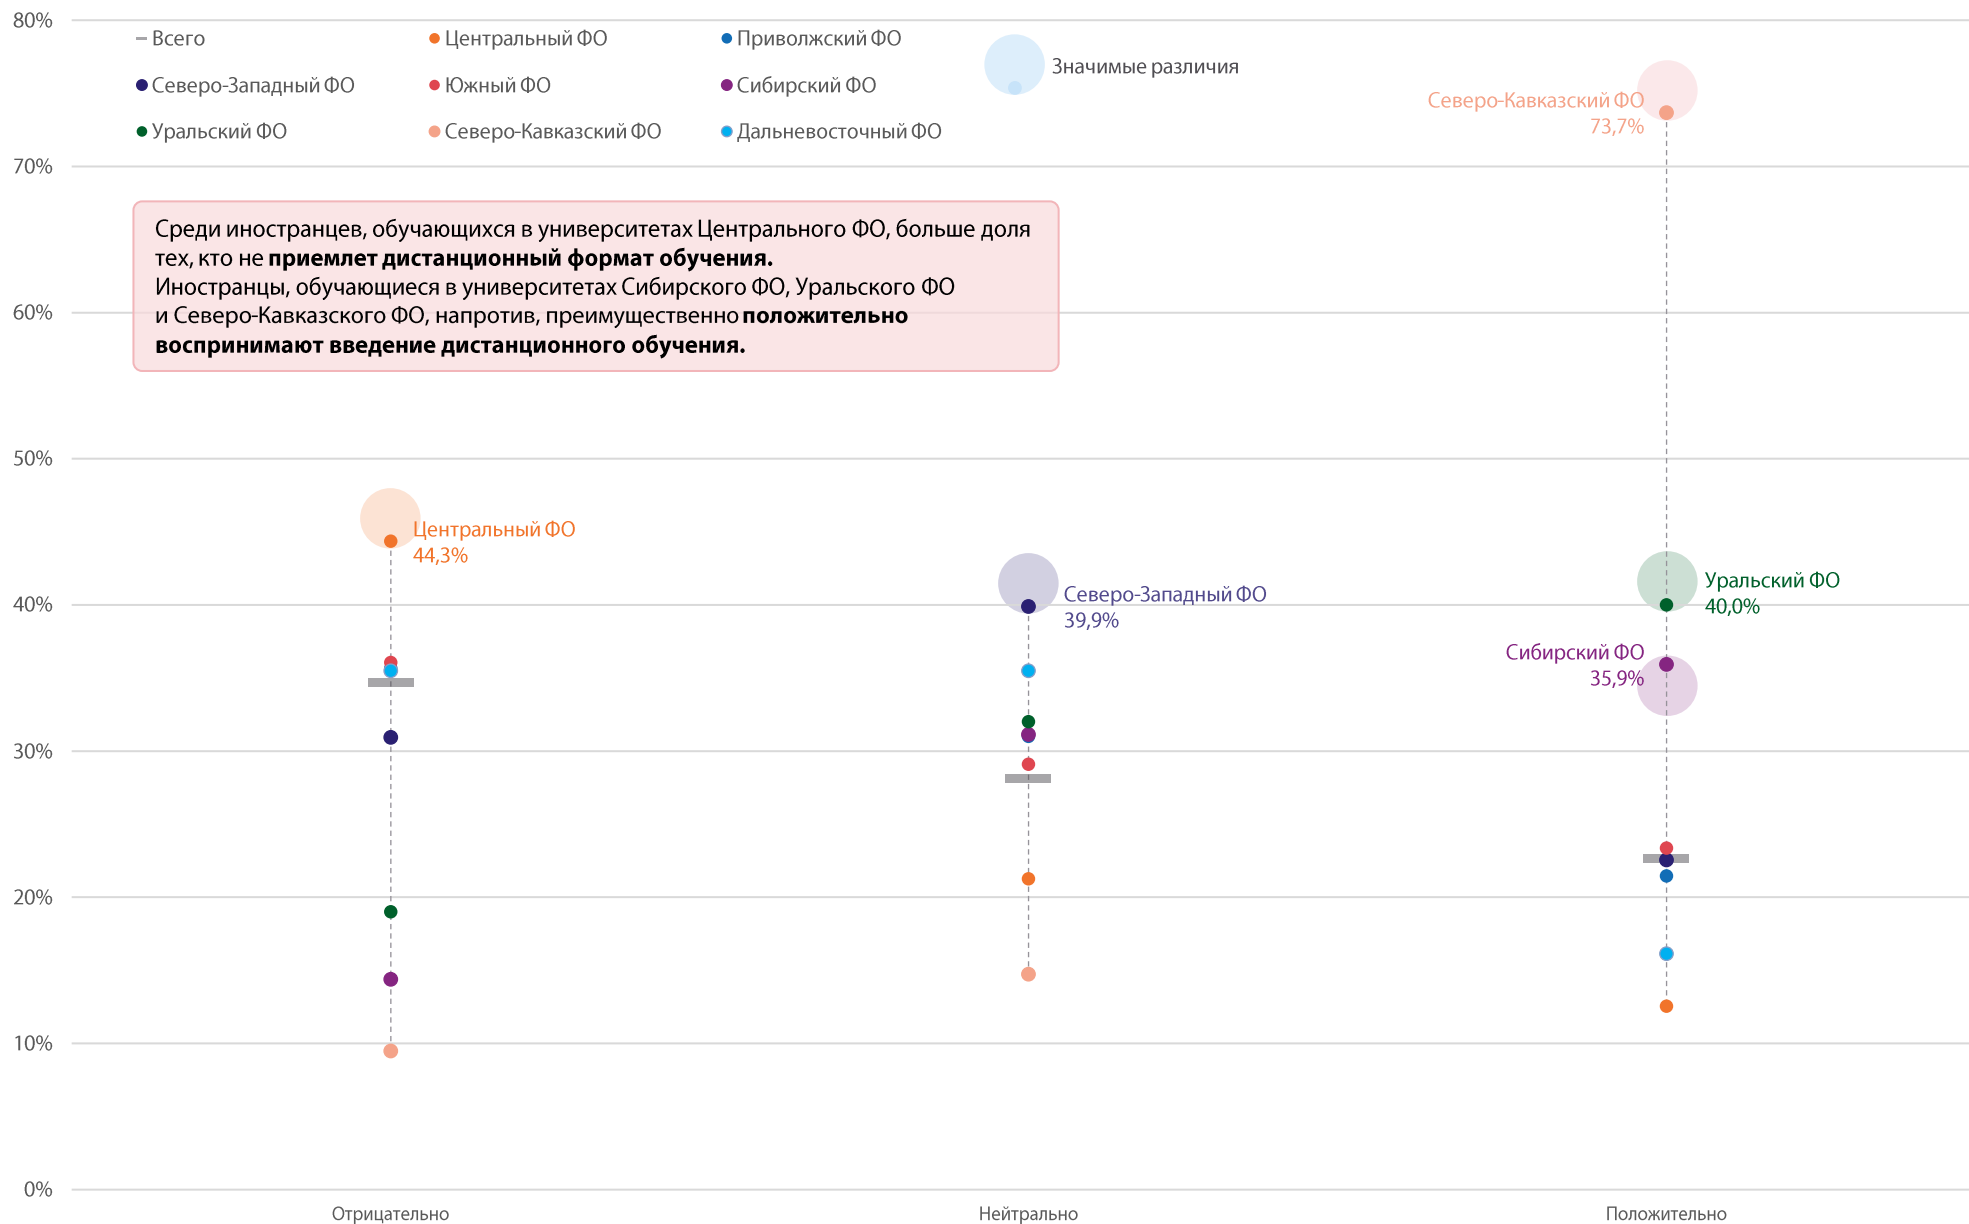 80%
Всего
Центральный ФО
Приволжский ФО
Северо-Западный ФО
Южный ФО
Сибирский ФО
Уральский ФО
Северо-Кавказский ФО
Дальневосточный ФО
Значимые различия
Северо-Кавказский ФО
73,7%
70%
Среди иностранцев, обучающихся в университетах Центрального ФО, больше доля
тех, кто не приемлет дистанционный формат обучения.
Иностранцы, обучающиеся в университетах Сибирского ФО, Уральского ФО
и Северо-Кавказского ФО, напротив, преимущественно положительно
воспринимают введение дистанционного обучения.
60%
50%
Центральный ФО
44,3%
40%
Северо-Западный ФО
39,9%
Уральский ФО
40,0%
Сибирский ФО
35,9%
30%
20%
10%
0%
Отрицательно
Нейтрально
Положительно